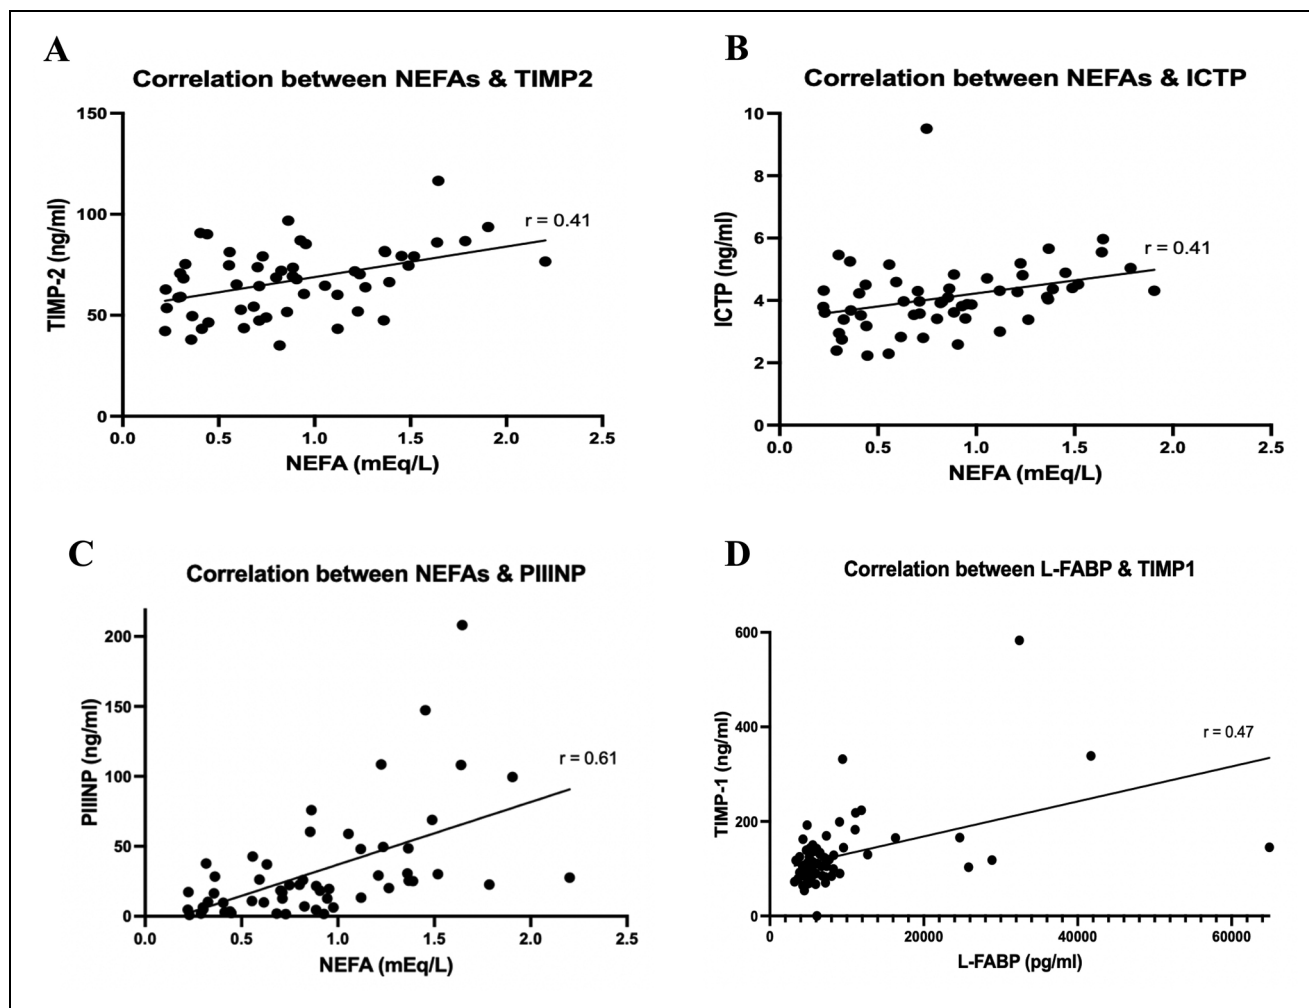 A
Correlation between NEFAs & TIMP2
TIMP-2 (ng/ml)
150
100
50
0
r = 0.41
0.0 0.5 1.0 1.5 2.0 2.5
NEFA (mEq/L)
B
Correlation between NEFAs & ICTP
ICTP (ng/ml)
10
8
6
4
2
0
r = 0.41
0.0 0.5 1.0 1.5 2.0 2.5
NEFA (mEq/L)
C
Correlation between NEFAs & PIIINP
PIIINP (ng/ml)
200
150
100
50
0
r = 0.61
0.0 0.5 1.0 1.5 2.0 2.5
NEFA (mEq/L)
D
Correlation between L-FABP & TIMP1
TIMP-1 (ng/ml)
600
400
200
0
r = 0.47
0 20000 40000 60000
L-FABP (pg/ml)